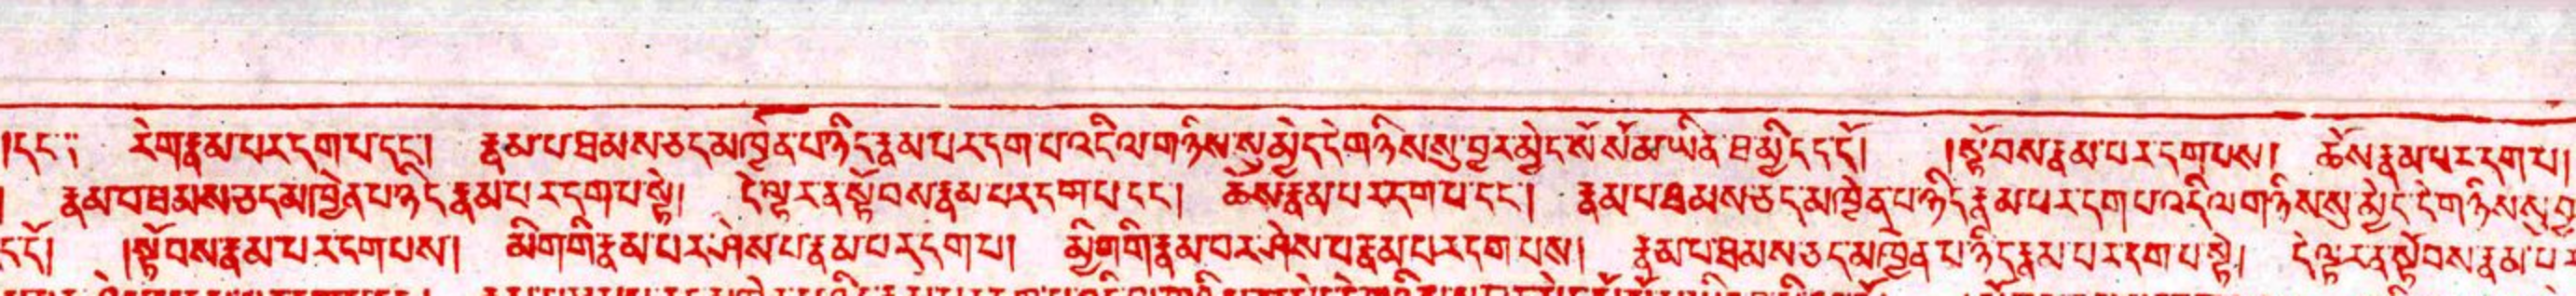 །དང་། རེག་རྣམ་པར་དག་པ་དང་། རྣམ་པ་ཐམས་ཅད་མཁྱེན་པ་ཉིད་རྣམ་པར་དག་པ་འདི་ལ་གཉིས་སུ་མྱེད་དེ་གཉིས་སུ་བྱར་མྱེད་སོ་སོ་མ་ཡིན་ཐ་མྱི་དད་དོ། །སྟོབས་རྣམ་པར་དག་པས། ཆོས་རྣམ་པར་དག་པ།
། རྣམ་པ་ཐམས་ཅད་མཁྱེན་པ་ཉིད་རྣམ་པར་དག་པ་སྟེ། དེ་ལྟར་ན་སྟོབས་རྣམ་པར་དག་པ་དང་། ཆོས་རྣམ་པར་དག་པ་དང་། རྣམ་པ་ཐམས་ཅད་མཁྱེན་པ་ཉིད་རྣམ་པར་དག་པ་འདི་ལ་གཉིས་སུ་མྱེད་དེ་གཉིས་སུ་བྱ
དད་དོ། །སྟོབས་རྣམ་པར་དག་པས། མིག་གི་རྣམ་པར་ཤེས་པ་རྣམ་པར་དག་པ། མྱིག་གི་རྣམ་བར་ཤེས་པ་རྣམ་པར་དག་པས། རྣམ་པ་ཐམས་ཅད་མཁྱེན་པ་ཉིད་རྣམ་པར་དག་པ་སྟེ། དེ་ལྟར་ན་སྟོབས་རྣམ་པར